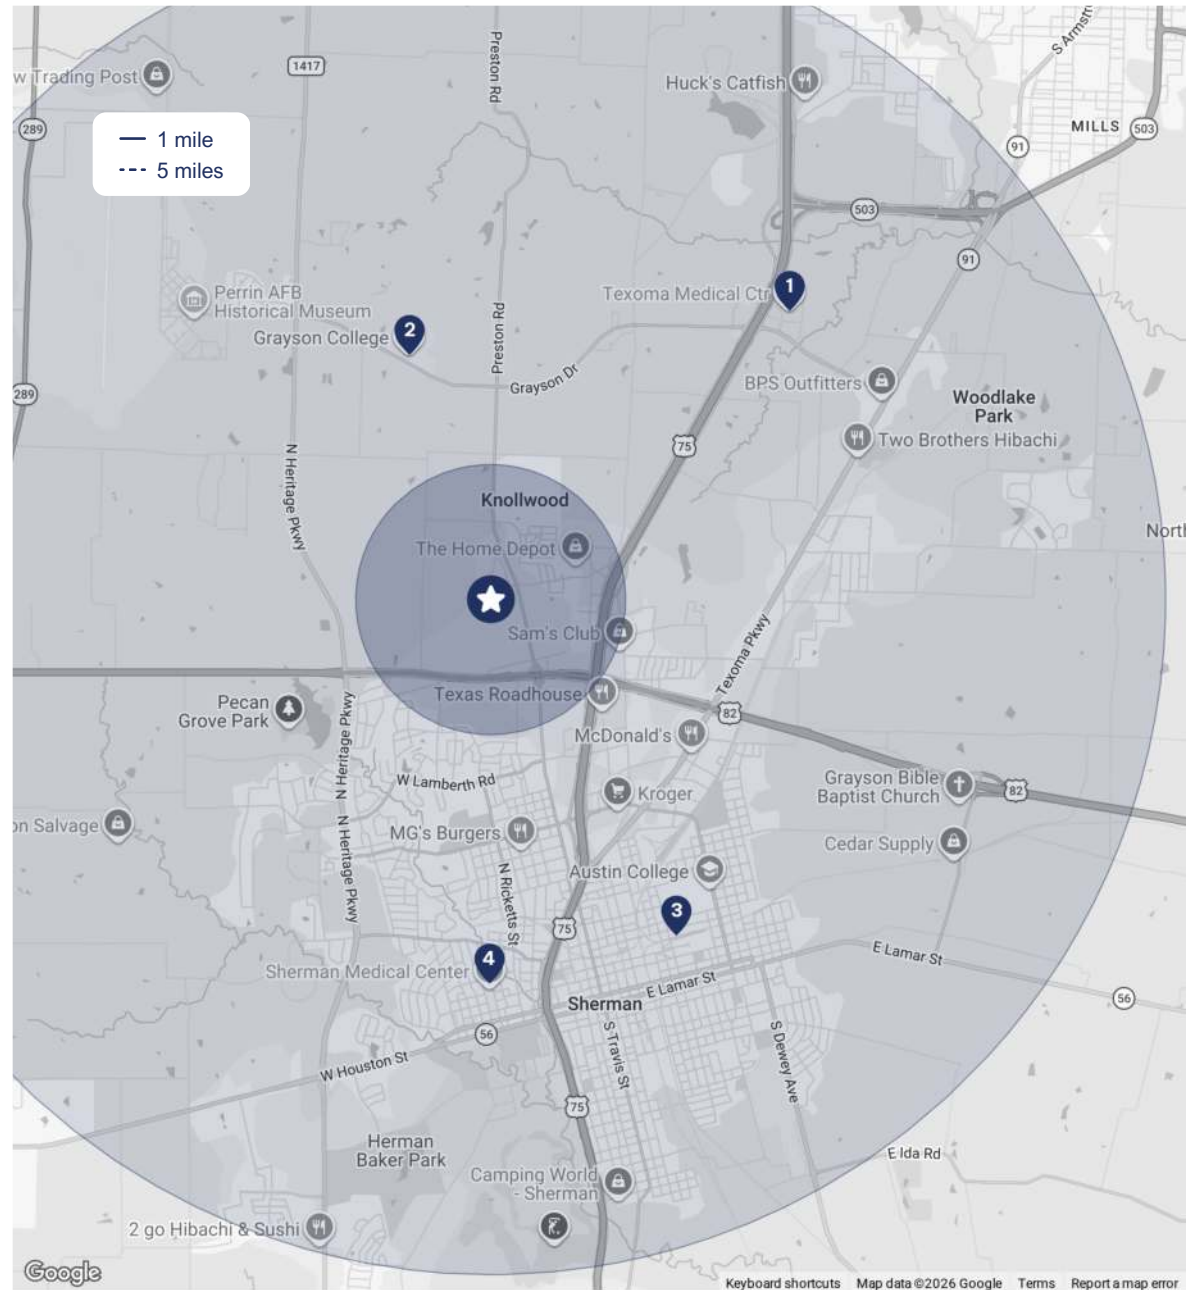 Preston Rd
S Armstr
1417
w Trading Post
Huck's Catfish
289
1 mile
5 miles
MILLS
503
91
503
91
Perrin AFB
Historical Museum
Texoma Medical Ctr
1
2
Grayson College
Preston Rd
Grayson Dr
289
BPS Outfitters
Woodlake
Park
75
Two Brothers Hibachi
N Heritage Pkwy
Knollwood
The Home Depot
North
Sam's Club
Texoma Pkwy
Texas Roadhouse
Pecan
Grove Park
82
McDonald's
N Heritage Pkwy
W Lamberth Rd
Kroger
Grayson Bible
Baptist Church
82
on Salvage
MG's Burgers
Cedar Supply
N Heritage Pkwy
Austin College
N Ricketts St
3
75
E Lamar St
4
Sherman Medical Center
E Lamar St
Sherman
56
56
S Travis St
S Dewey Ave
W Houston St
75
Herman
Baker Park
E Ida Rd
Camping World
- Sherman
2 go Hibachi & Sushi
Google
Keyboard shortcuts
Map data ©2026 Google
Terms
Report a map error